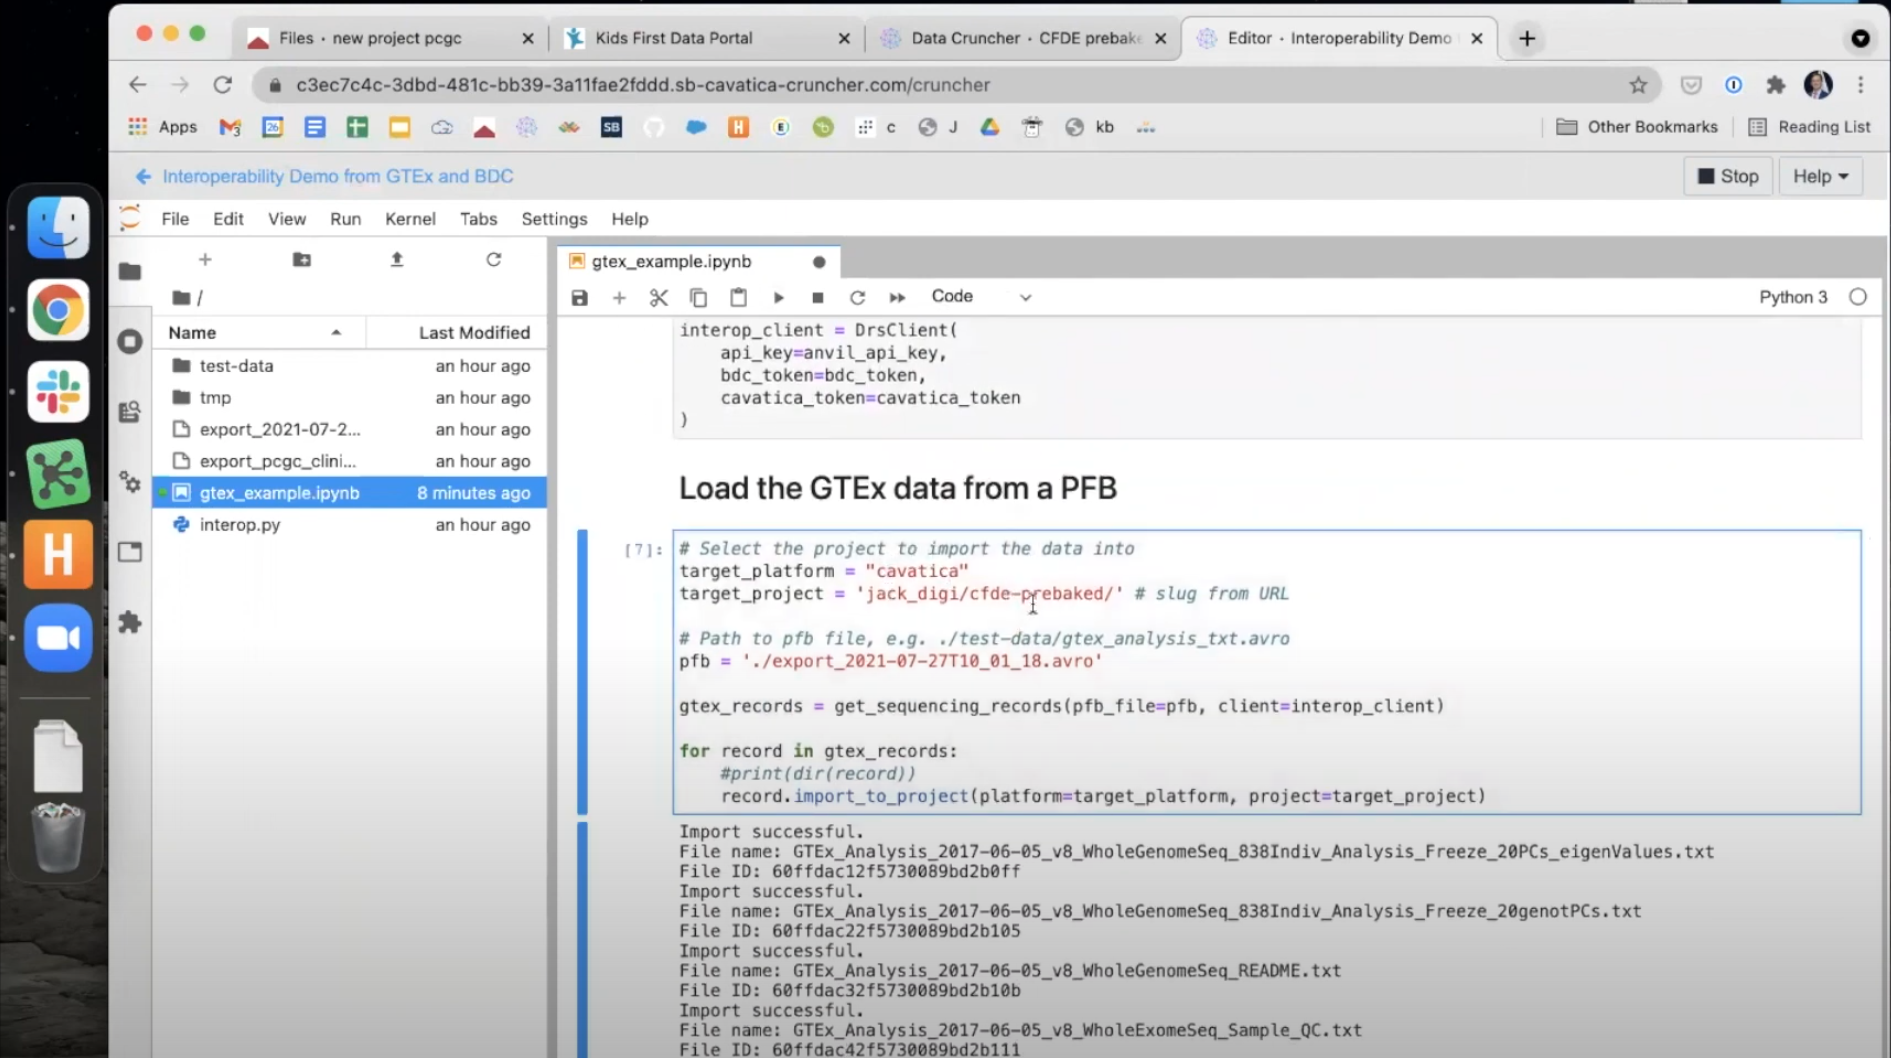 Files · new project pcgc
Kids First Data Portal
Data Cruncher · CFDE prebake
Editor · Interoperability Demo
c3ec7c4c-3dbd-481c-bb39-3a11fae2fddd.sb-cavatica-cruncher.com/cruncher
Apps
26
SB
H
E
c
J
kb
Other Bookmarks
Reading List
Interoperability Demo from GTEx and BDC
Stop
Help
File Edit View Run Kernel Tabs Settings Help
gtex_example.ipynb
/
Code
Python 3
Name Last Modified
test-data an hour ago
tmp an hour ago
export_2021-07-2... an hour ago
export_pcgc_clini... an hour ago
gtex_example.ipynb 8 minutes ago
interop.py an hour ago
H
interop_client = DrsClient(
api_key=anvil_api_key,
bdc_token=bdc_token,
cavatica_token=cavatica_token
)
Load the GTEx data from a PFB
[7]: # Select the project to import the data into
target_platform = "cavatica"
target_project = 'jack_digi/cfde-prebaked/' # slug from URL
# Path to pfb file, e.g. ./test-data/gtex_analysis_txt.avro
pfb = './export_2021-07-27T10_01_18.avro'
gtex_records = get_sequencing_records(pfb_file=pfb, client=interop_client)
for record in gtex_records:
#print(dir(record))
record.import_to_project(platform=target_platform, project=target_project)
Import successful.
File name: GTEx_Analysis_2017-06-05_v8_WholeGenomeSeq_838Indiv_Analysis_Freeze_20PCs_eigenValues.txt
File ID: 60ffdac12f5730089bd2b0ff
Import successful.
File name: GTEx_Analysis_2017-06-05_v8_WholeGenomeSeq_838Indiv_Analysis_Freeze_20genotPCs.txt
File ID: 60ffdac22f5730089bd2b105
Import successful.
File name: GTEx_Analysis_2017-06-05_v8_WholeGenomeSeq_README.txt
File ID: 60ffdac32f5730089bd2b10b
Import successful.
File name: GTEx_Analysis_2017-06-05_v8_WholeExomeSeq_Sample_QC.txt
File ID: 60ffdac42f5730089bd2b111